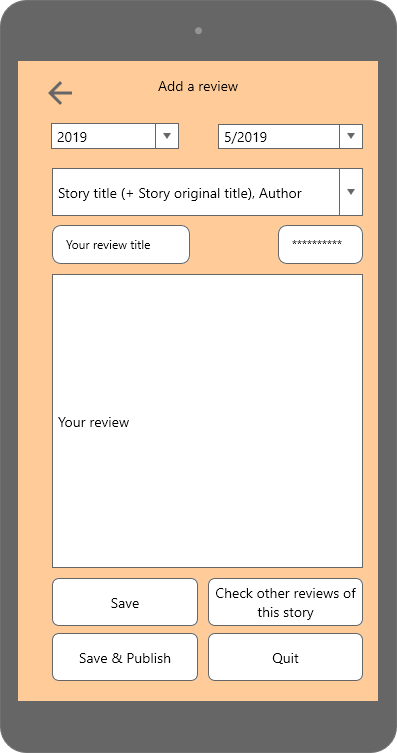 Add a review
2019
5/2019
Story title (+ Story original title), Author
Your review title
**********
Your review
Save
Check other reviews of
this story
Save & Publish
Quit